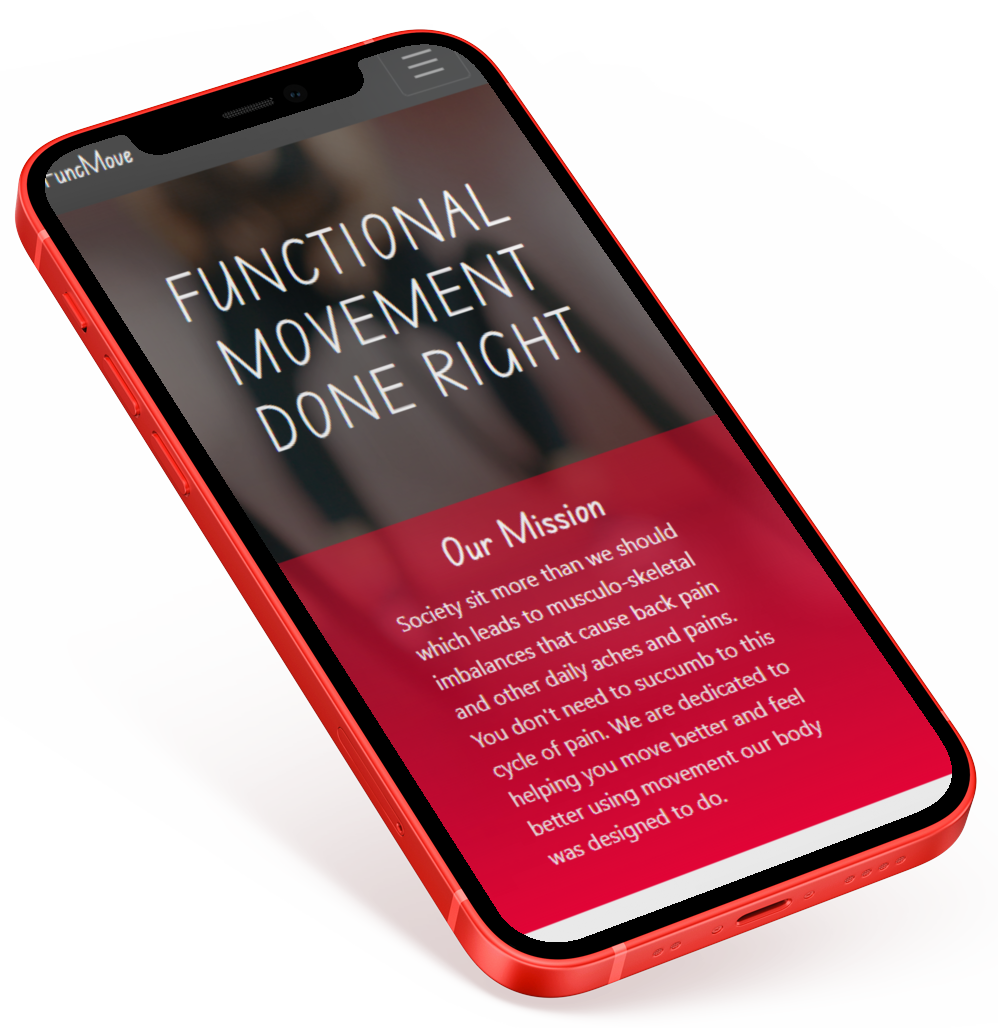 FuncMove
FUNCTIONAL
MOVEMENT
DONE RIGHT
Our Mission
Society sit more than we should
which leads to musculo-skeletal
imbalances that cause back pain
and other daily aches and pains.
You don't need to succumb to this
cycle of pain. We are dedicated to
helping you move better and feel
better using movement our body
was designed to do.